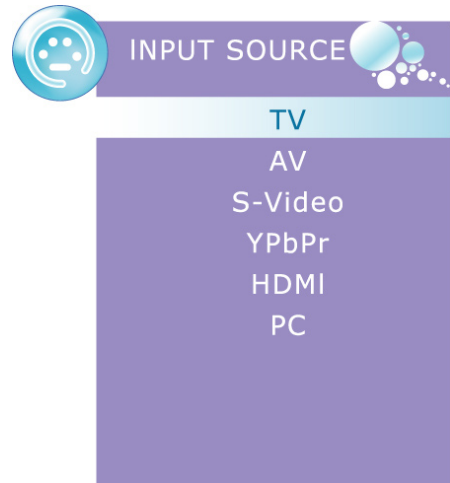 INPUT SOURCE
TV
AV
S-Video
YPbPr
HDMI
PC